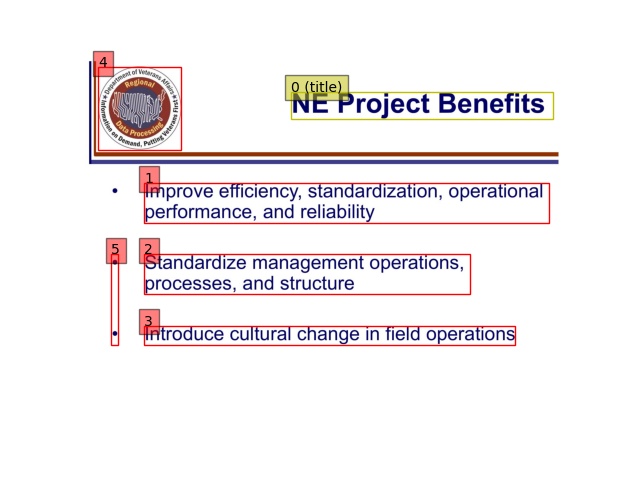 4
0 (title)
Department of Veterans Affairs
Regional
Data Processing
Information on Demand, Putting Veterans First
NE Project Benefits
1
• Improve efficiency, standardization, operational
performance, and reliability
5
2
• Standardize management operations,
processes, and structure
3
• Introduce cultural change in field operations